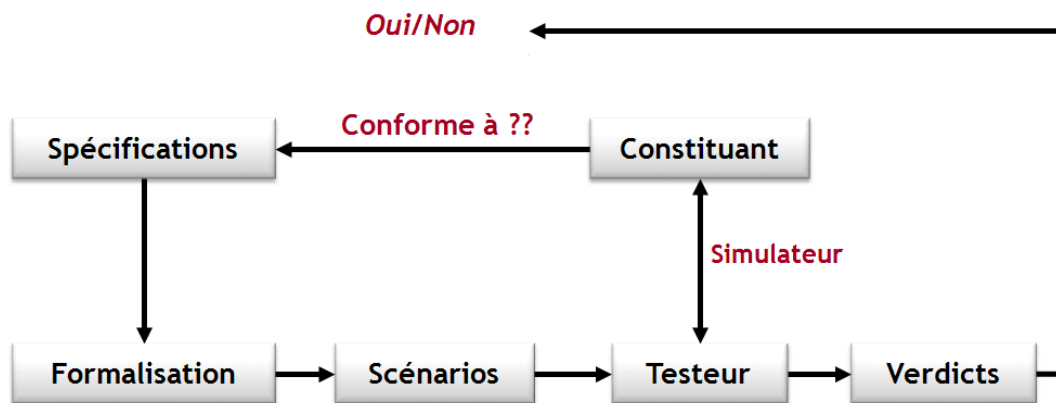 Oui/Non
Conforme à ??
Spécifications
Constituant
Simulateur
Formalisation
Scénarios
Testeur
Verdicts